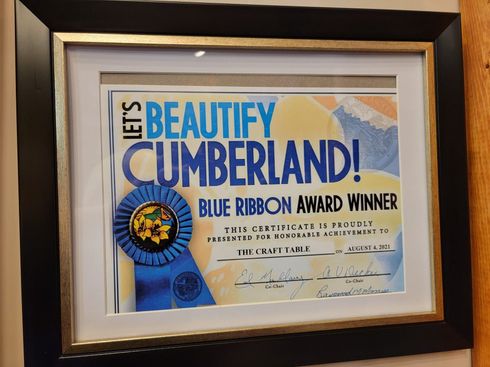 LET'S
BEAUTIFY
CUMBERLAND!
BLUE RIBBON AWARD WINNER
THIS CERTIFICATE IS PROUDLY
PRESENTED FOR HONORABLE ACHIEVEMENT TO
THE CRAFT TABLE ON AUGUST 4, 2021
Co-Chair Co-Chair